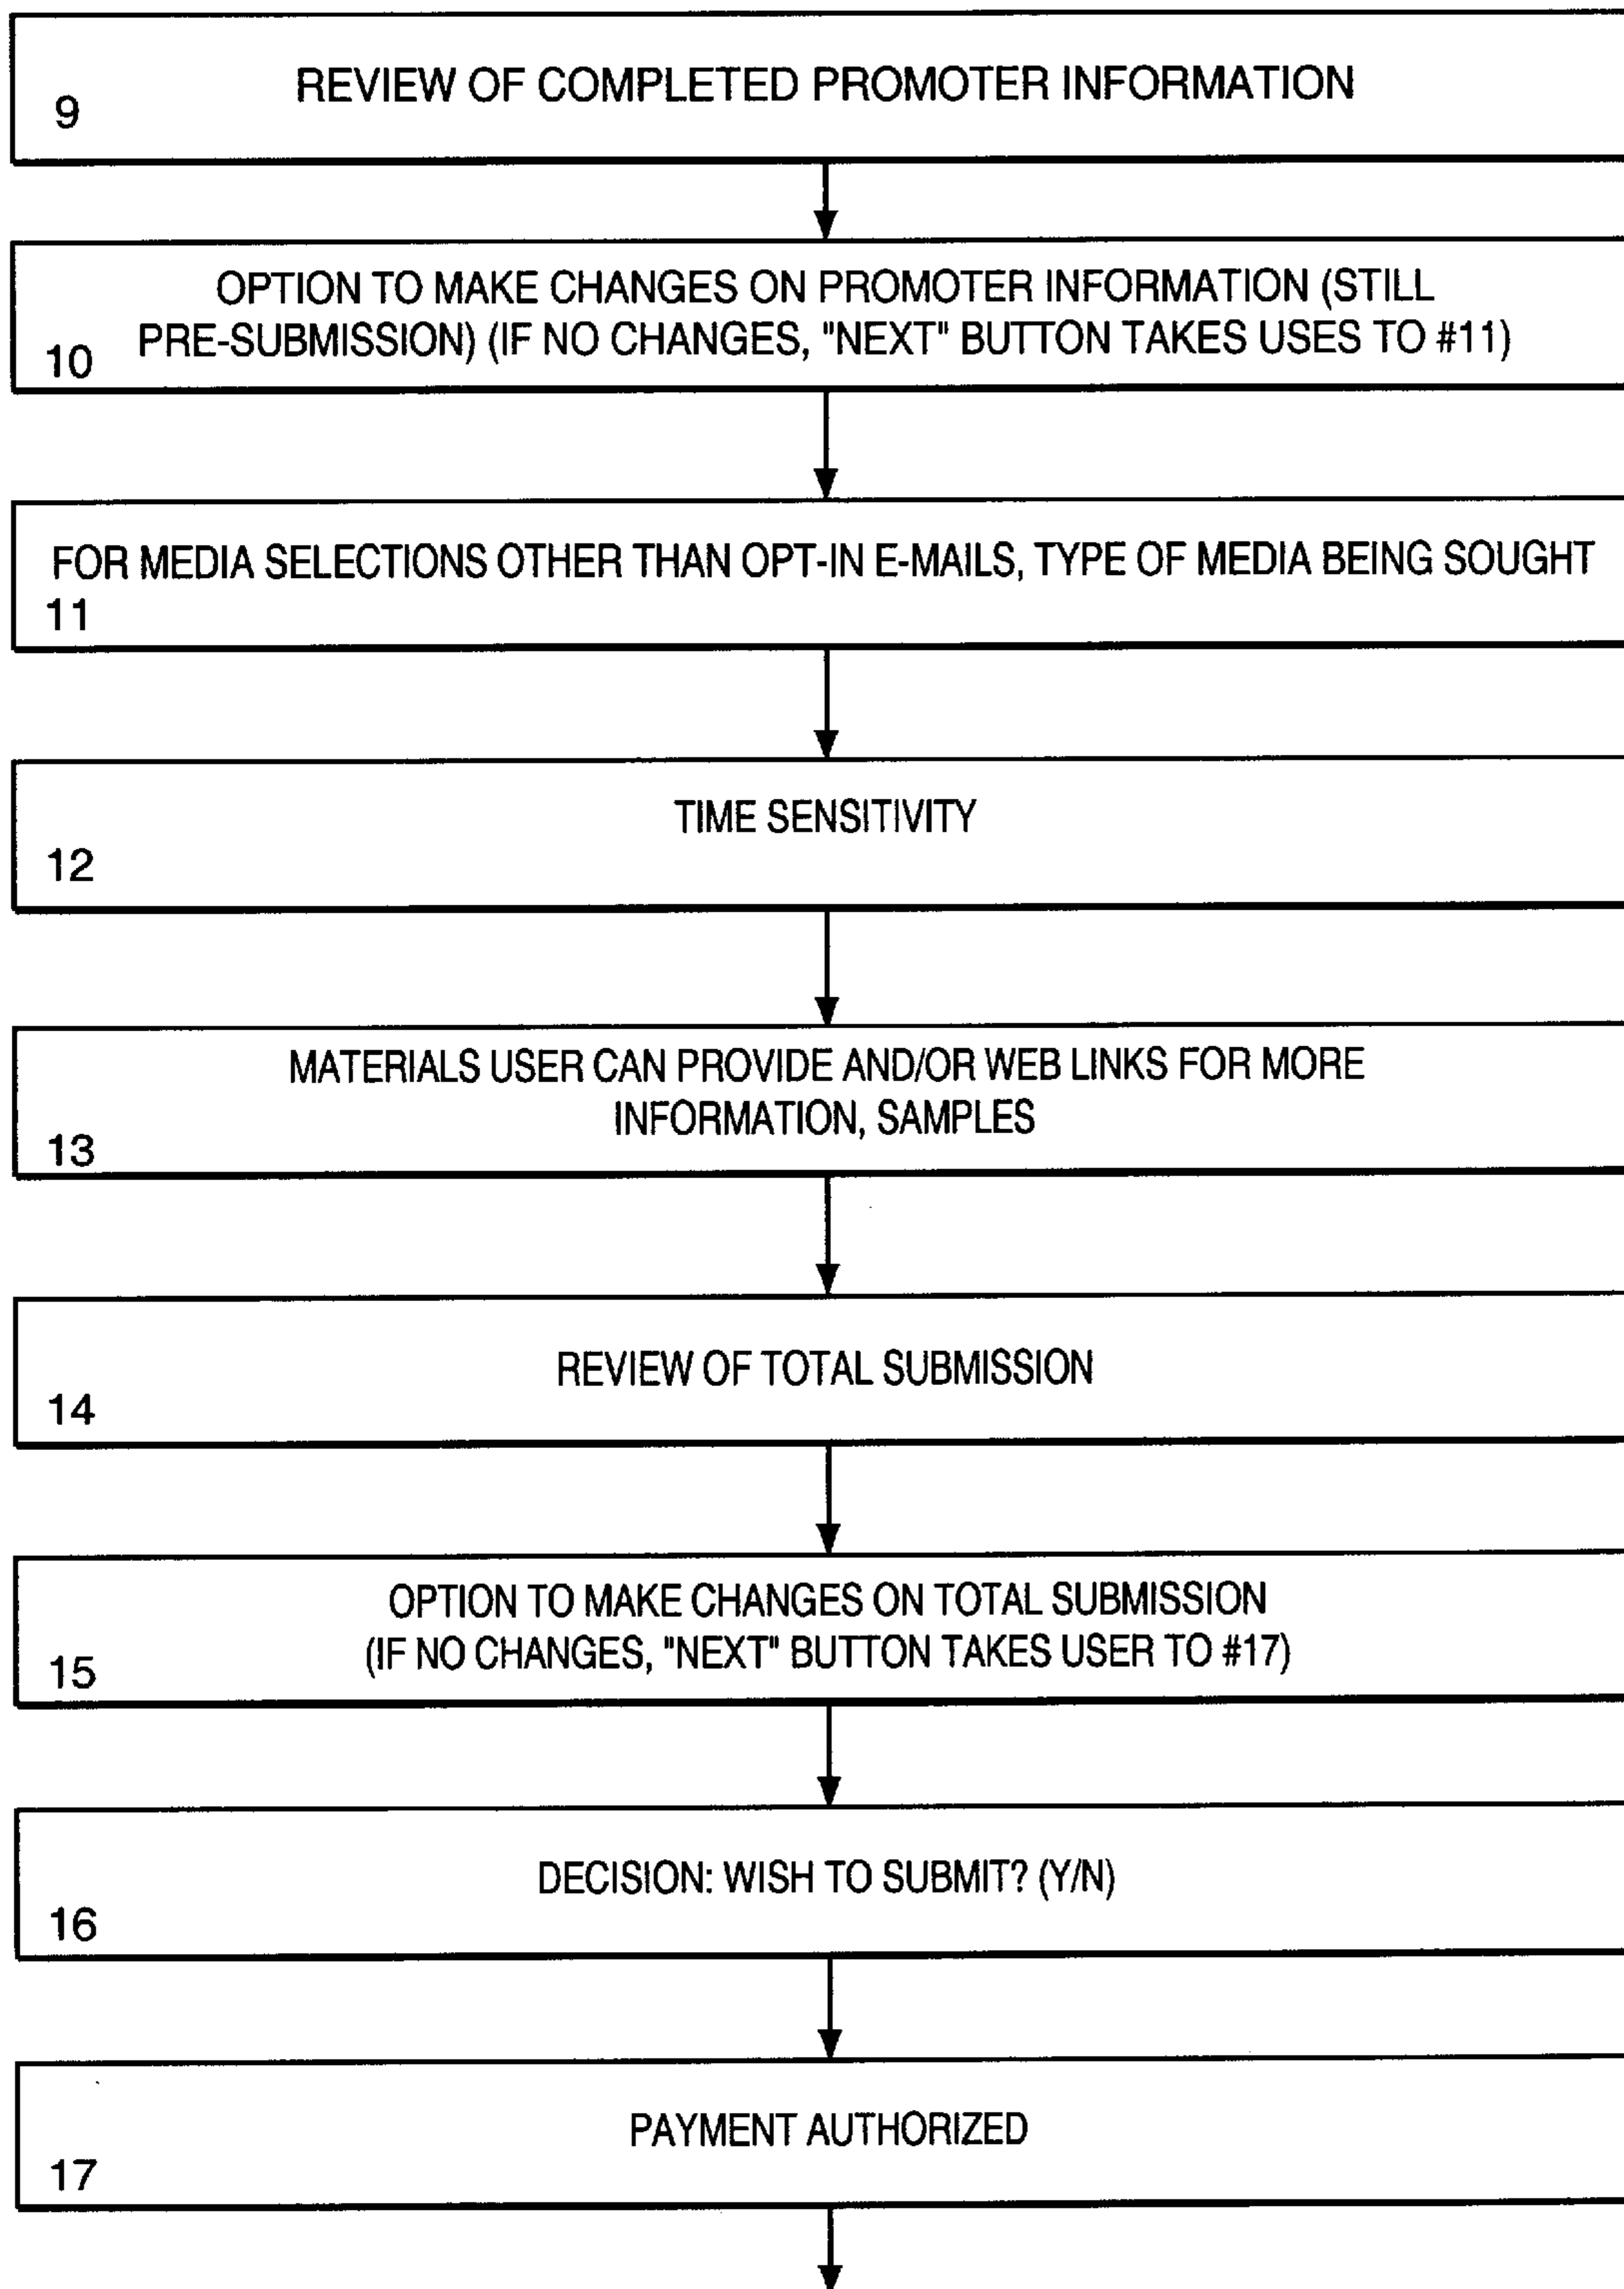 REVIEW OF COMPLETED PROMOTER INFORMATION
9
OPTION TO MAKE CHANGES ON PROMOTER INFORMATION (STILL
PRE-SUBMISSION) (IF NO CHANGES, "NEXT" BUTTON TAKES USES TO #11)
10
FOR MEDIA SELECTIONS OTHER THAN OPT-IN E-MAILS, TYPE OF MEDIA BEING SOUGHT
11
TIME SENSITIVITY
12
MATERIALS USER CAN PROVIDE AND/OR WEB LINKS FOR MORE
INFORMATION, SAMPLES
13
REVIEW OF TOTAL SUBMISSION
14
OPTION TO MAKE CHANGES ON TOTAL SUBMISSION
(IF NO CHANGES, "NEXT" BUTTON TAKES USER TO #17)
15
DECISION: WISH TO SUBMIT? (Y/N)
16
PAYMENT AUTHORIZED
17